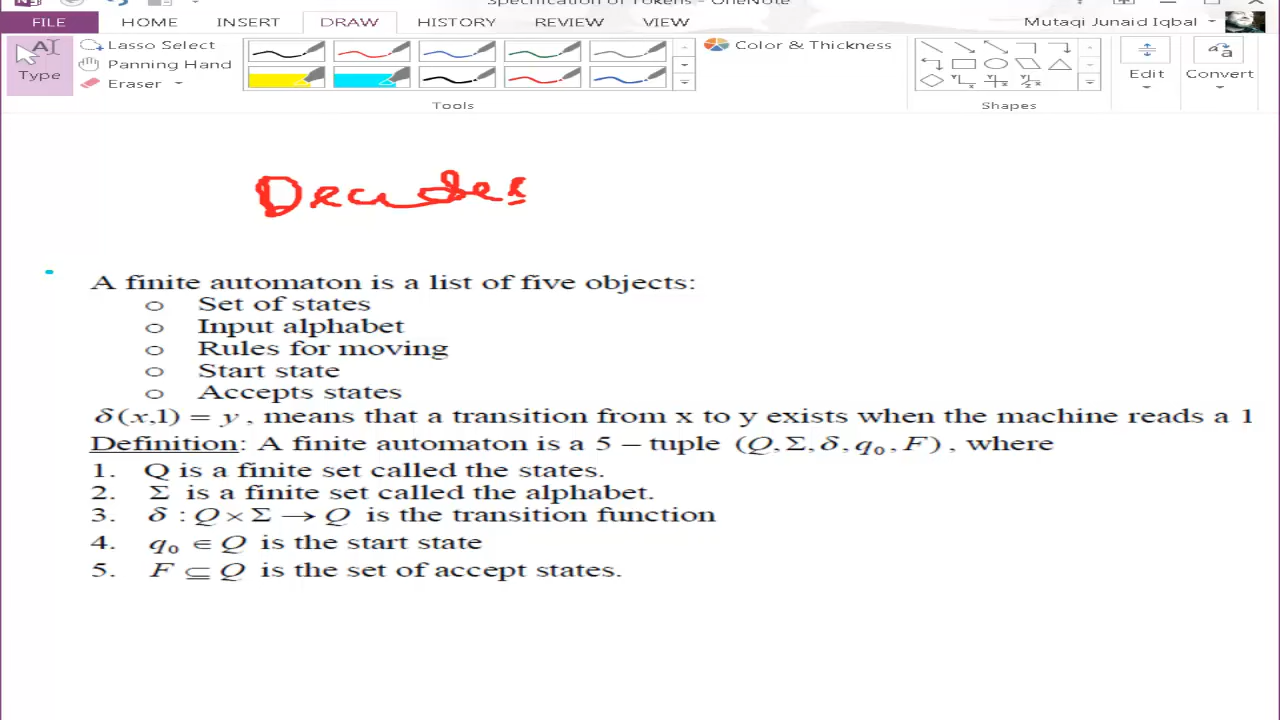 Specification of Tokens - OneNote
FILE HOME INSERT DRAW HISTORY REVIEW VIEW Mutaqi Junaid Iqbal
Type
Lasso Select
Panning Hand
Eraser
Color & Thickness
Edit
Convert
Tools
Shapes
A finite automaton is a list of five objects:
o Set of states
o Input alphabet
o Rules for moving
o Start state
o Accepts states
δ(x,1) = y , means that a transition from x to y exists when the machine reads a 1
Definition: A finite automaton is a 5 – tuple (Q, Σ, δ, q₀, F) , where
1. Q is a finite set called the states.
2. Σ is a finite set called the alphabet.
3. δ : Q × Σ → Q is the transition function
4. q₀ ∈ Q is the start state
5. F ⊆ Q is the set of accept states.